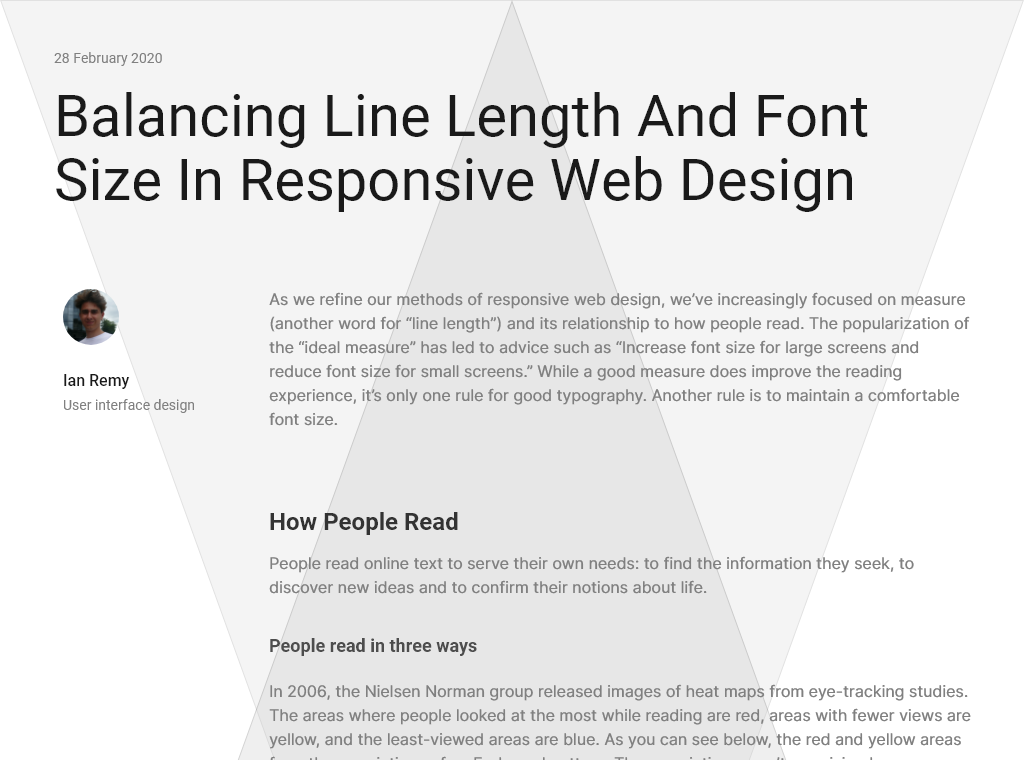 28 February 2020
Balancing Line Length And Font
Size In Responsive Web Design
Ian Remy
User interface design
As we refine our methods of responsive web design, we’ve increasingly focused on measure
(another word for “line length”) and its relationship to how people read. The popularization of
the “ideal measure” has led to advice such as “Increase font size for large screens and
reduce font size for small screens.” While a good measure does improve the reading
experience, it’s only one rule for good typography. Another rule is to maintain a comfortable
font size.
How People Read
People read online text to serve their own needs: to find the information they seek, to
discover new ideas and to confirm their notions about life.
People read in three ways
In 2006, the Nielsen Norman group released images of heat maps from eye-tracking studies.
The areas where people looked at the most while reading are red, areas with fewer views are
yellow, and the least-viewed areas are blue. As you can see below, the red and yellow areas